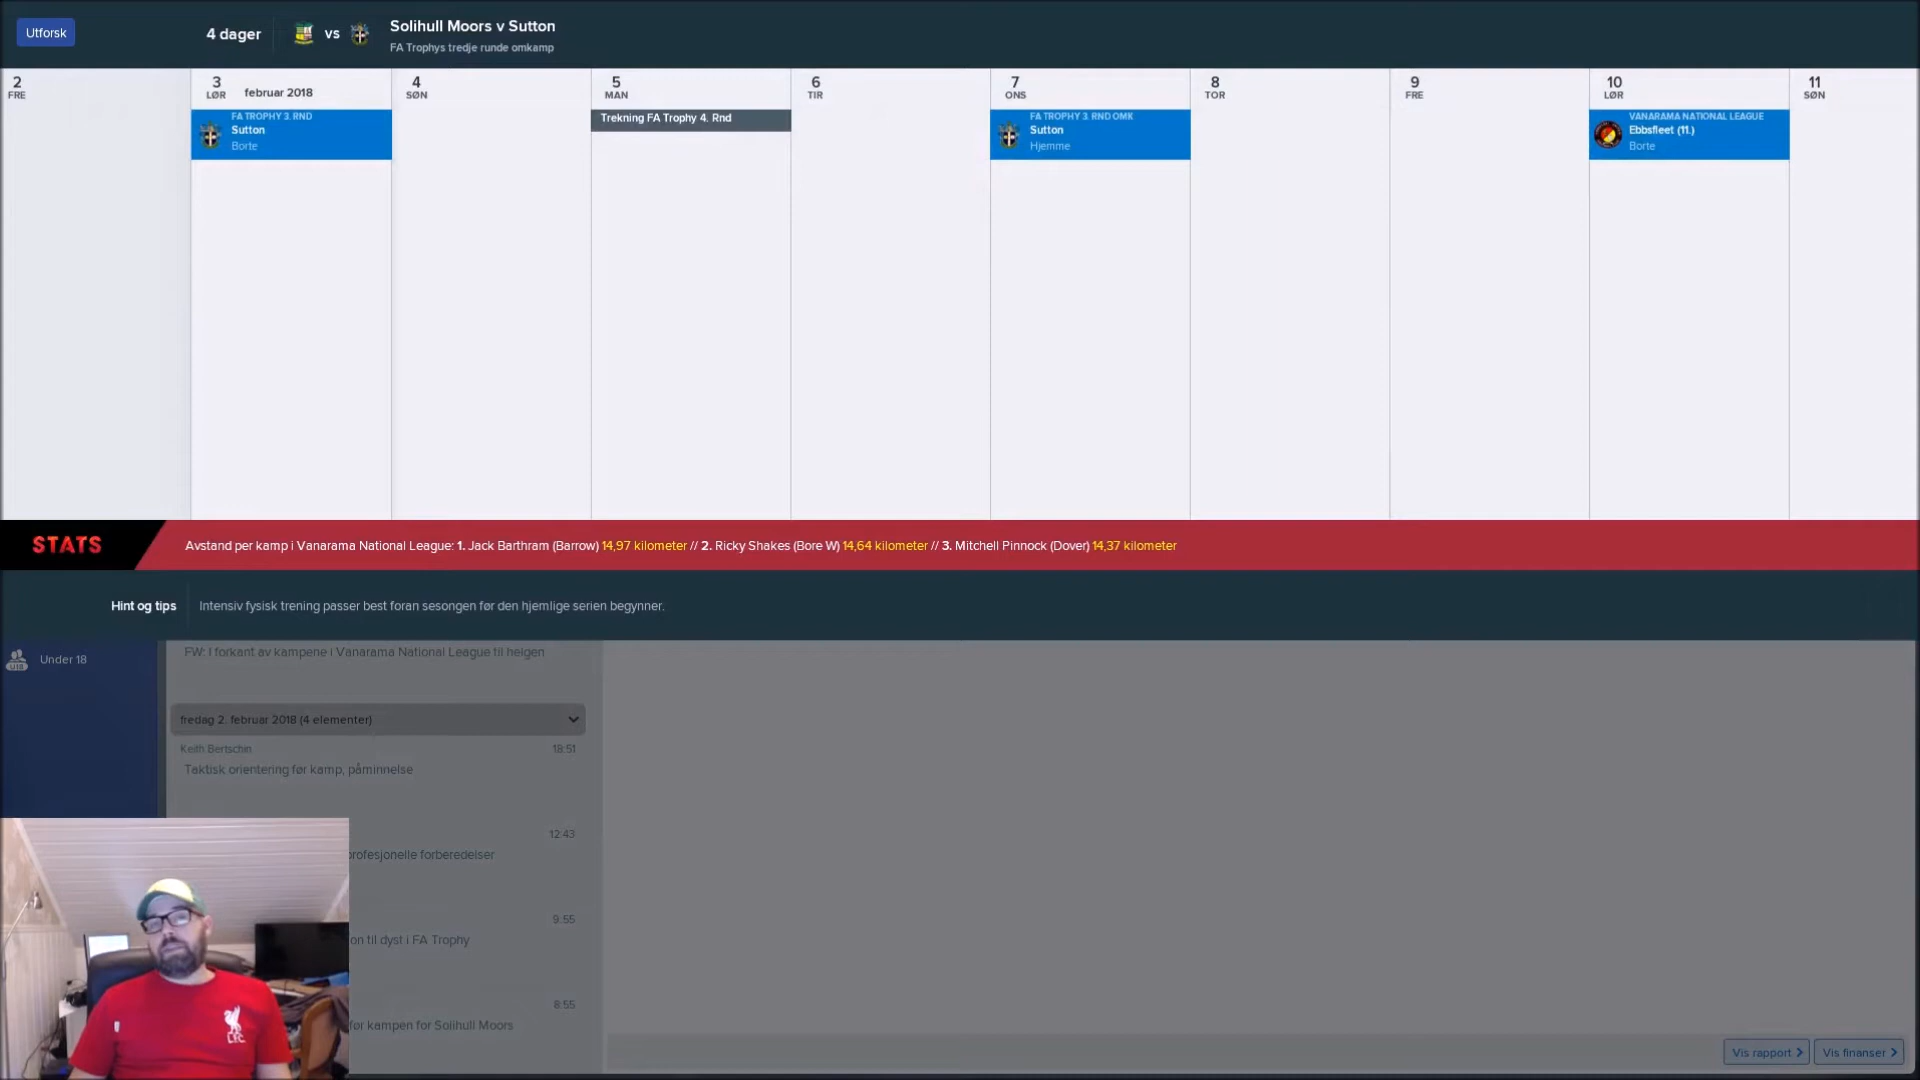 Utforsk
4 dager
vs
Solihull Moors v Sutton
FA Trophys tredje runde omkamp
2
FRE
3
LØR
februar 2018
4
SØN
5
MAN
6
TIR
7
ONS
8
TOR
9
FRE
10
LØR
11
SØN
FA TROPHY 3. RND
Sutton
Borte
Trekning FA Trophy 4. Rnd
FA TROPHY 3. RND OMK
Sutton
Hjemme
VANARAMA NATIONAL LEAGUE
Ebbsfleet (11.)
Borte
STATS
Avstand per kamp i Vanarama National League: 1. Jack Barthram (Barrow) 14,97 kilometer // 2. Ricky Shakes (Bore W) 14,64 kilometer // 3. Mitchell Pinnock (Dover) 14,37 kilometer
Hint og tips
Intensiv fysisk trening passer best foran sesongen før den hjemlige serien begynner.
U18
Under 18
FW: I forkant av kampene i Vanarama National League til helgen
fredag 2. februar 2018 (4 elementer)
Keith Bertschin
18:51
Taktisk orientering før kamp, påminnelse
12:43
profesjonelle forberedelser
9:55
on til dyst i FA Trophy
8:55
før kampen for Solihull Moors
L.F.C.
Vis rapport
Vis finanser